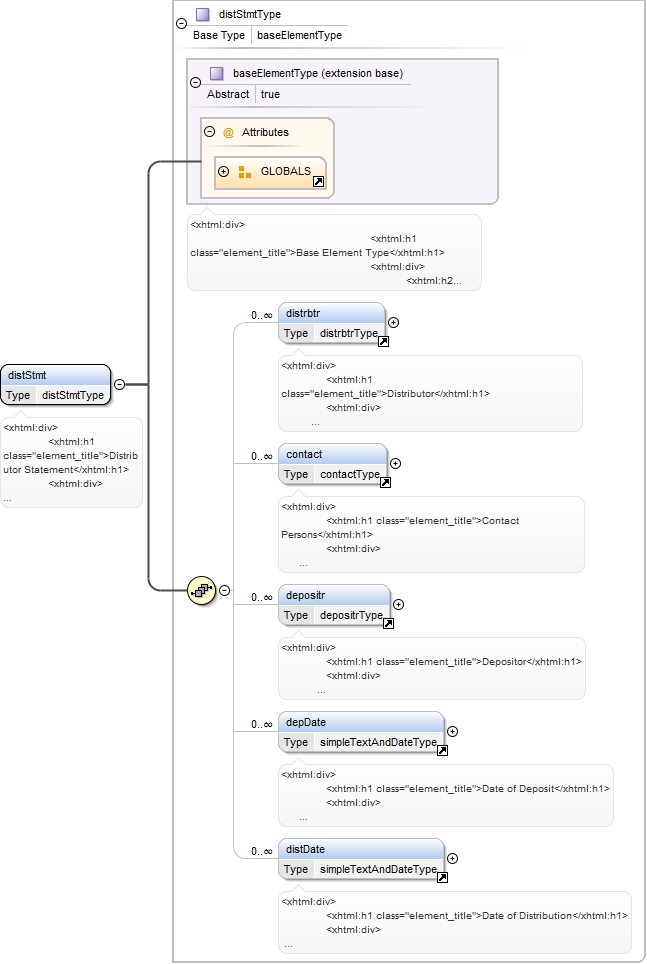 distStmtType
Base Type baseElementType
baseElementType (extension base)
Abstract true
@ Attributes
GLOBALS
<xhtml:div>
<xhtml:h1
class="element_title">Base Element Type</xhtml:h1>
<xhtml:div>
<xhtml:h2...
distStmt
Type distStmtType
<xhtml:div>
<xhtml:h1
class="element_title">Distrib
utor Statement</xhtml:h1>
<xhtml:div>
...
0..∞ distrbtr
Type distrbtrType
<xhtml:div>
<xhtml:h1
class="element_title">Distributor</xhtml:h1>
<xhtml:div>
...
0..∞ contact
Type contactType
<xhtml:div>
<xhtml:h1 class="element_title">Contact
Persons</xhtml:h1>
<xhtml:div>
...
0..∞ depositr
Type depositrType
<xhtml:div>
<xhtml:h1 class="element_title">Depositor</xhtml:h1>
<xhtml:div>
...
0..∞ depDate
Type simpleTextAndDateType
<xhtml:div>
<xhtml:h1 class="element_title">Date of Deposit</xhtml:h1>
<xhtml:div>
...
0..∞ distDate
Type simpleTextAndDateType
<xhtml:div>
<xhtml:h1 class="element_title">Date of Distribution</xhtml:h1>
<xhtml:div>
...